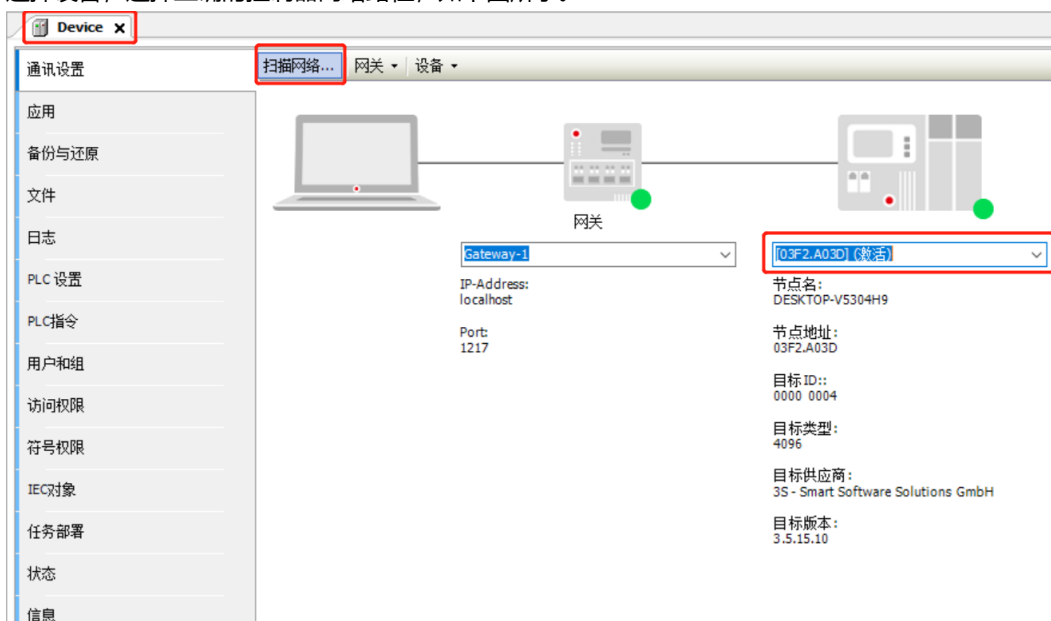 Device
通讯设置
扫描网络... 网关 设备
应用
备份与还原
文件
日志
PLC 设置
PLC指令
用户和组
访问权限
符号权限
IEC对象
任务部署
状态
信息
网关
Gateway-1
IP-Address:
localhost
Port:
1217
[03F2.A03D] (激活)
节点名:
DESKTOP-V5304H9
节点地址:
03F2.A03D
目标 ID::
0000 0004
目标类型:
4096
目标供应商:
3S - Smart Software Solutions GmbH
目标版本:
3.5.15.10